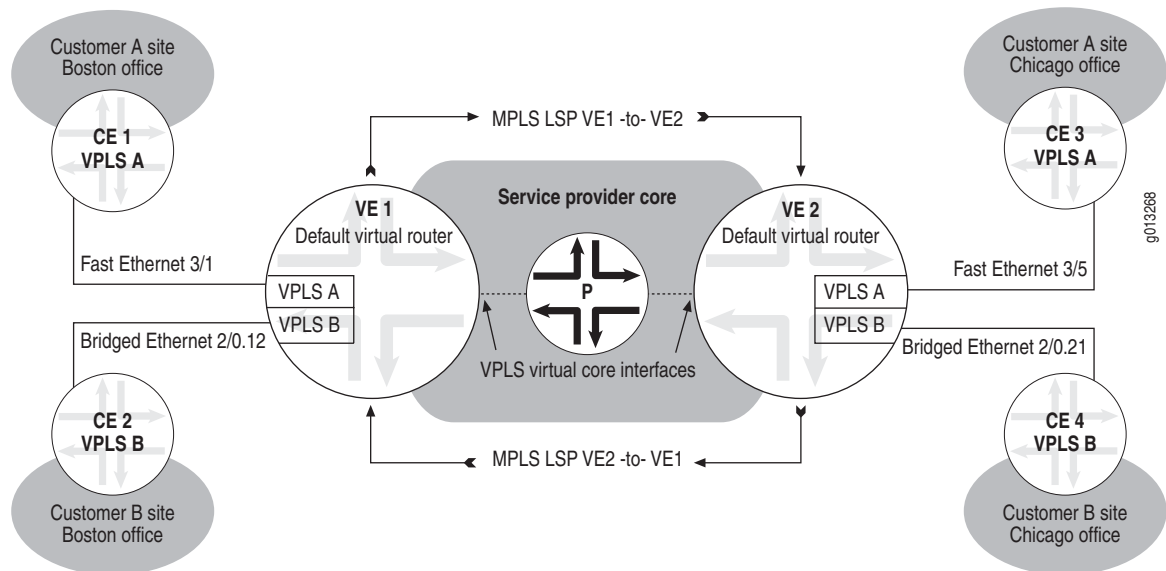 Customer A site
Boston office
CE 1
VPLS A
Fast Ethernet 3/1
Bridged Ethernet 2/0.12
CE 2
VPLS B
Customer B site
Boston office
MPLS LSP VE1 -to- VE2
VE 1
Default virtual router
VPLS A
VPLS B
Service provider core
P
VPLS virtual core interfaces
MPLS LSP VE2 -to- VE1
VE 2
Default virtual router
VPLS A
VPLS B
Customer A site
Chicago office
CE 3
VPLS A
Fast Ethernet 3/5
Bridged Ethernet 2/0.21
CE 4
VPLS B
Customer B site
Chicago office
g013268